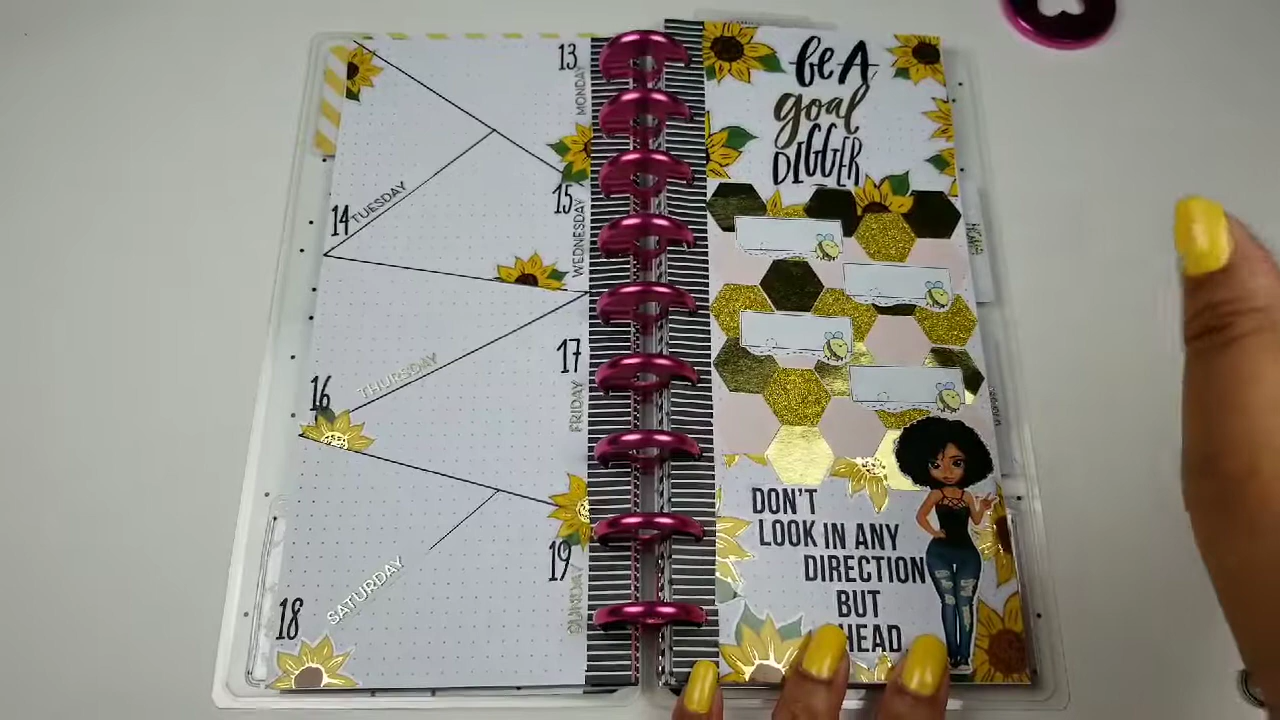 13
MONDAY
14
TUESDAY
15
WEDNESDAY
16
THURSDAY
17
FRIDAY
18
SATURDAY
19
SUNDAY
be A
goal
DIGGER
DON'T
LOOK IN ANY
DIRECTION
BUT
HEAD